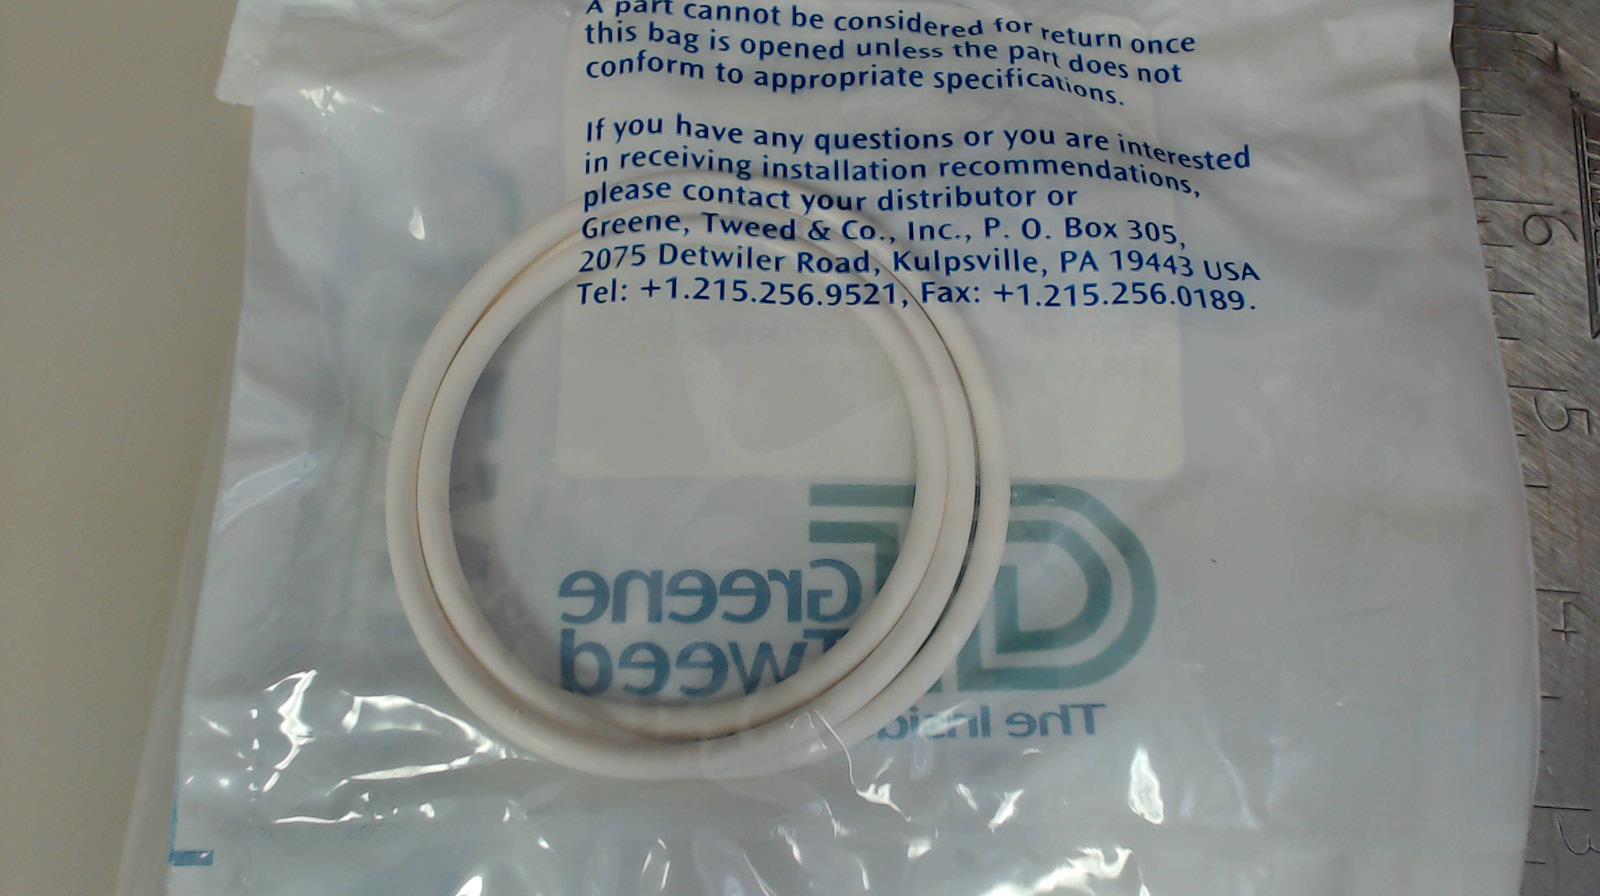 A part cannot be considered for return once
this bag is opened unless the part does not
conform to appropriate specifications.
If you have any questions or you are interested
in receiving installation recommendations,
please contact your distributor or
Greene, Tweed & Co., Inc., P. O. Box 305,
2075 Detwiler Road, Kulpsville, PA 19443 USA
Tel: +1.215.256.9521, Fax: +1.215.256.0189.
Greene
Tweed
The
6
5
4
3